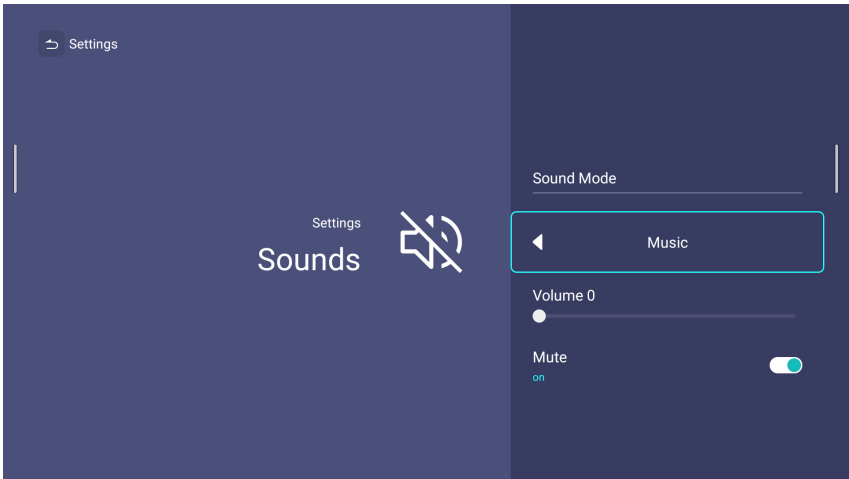 Settings
Settings
Sounds
Sound Mode
Music
Volume 0
Mute
on